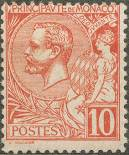 PRINCIPAUTÉ DE MONACO
POSTES
10